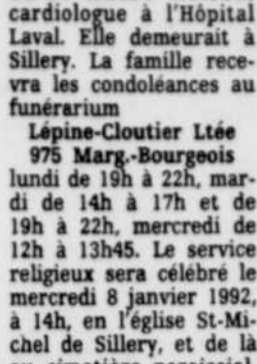 cardiologue à l'Hôpital
Laval. Elle demeurait à
Sillery. La famille rece-
vra les condoléances au
funérarium
Lépine-Cloutier Ltée
975 Marg.-Bourgeois
lundi de 19h à 22h, mar-
di de 14h à 17h et de
19h à 22h, mercredi de
12h à 13h45. Le service
religieux sera célébré le
mercredi 8 janvier 1992,
à 14h, en l'église St-Mi-
chel de Sillery, et de là
au cimetière paroissial